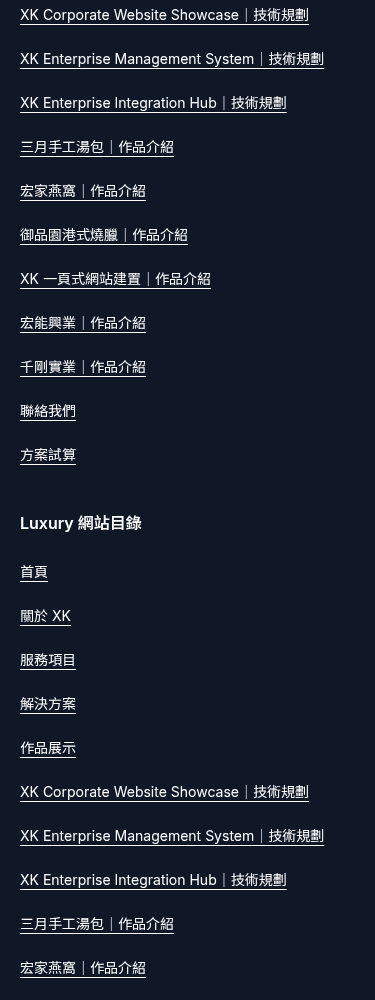 XK Corporate Website Showcase｜技術規劃
XK Enterprise Management System｜技術規劃
XK Enterprise Integration Hub｜技術規劃
三月手工湯包｜作品介紹
宏家燕窩｜作品介紹
御品園港式燒臘｜作品介紹
XK 一頁式網站建置｜作品介紹
宏能興業｜作品介紹
千剛實業｜作品介紹
聯絡我們
方案試算
Luxury 網站目錄
首頁
關於 XK
服務項目
解決方案
作品展示
XK Corporate Website Showcase｜技術規劃
XK Enterprise Management System｜技術規劃
XK Enterprise Integration Hub｜技術規劃
三月手工湯包｜作品介紹
宏家燕窩｜作品介紹